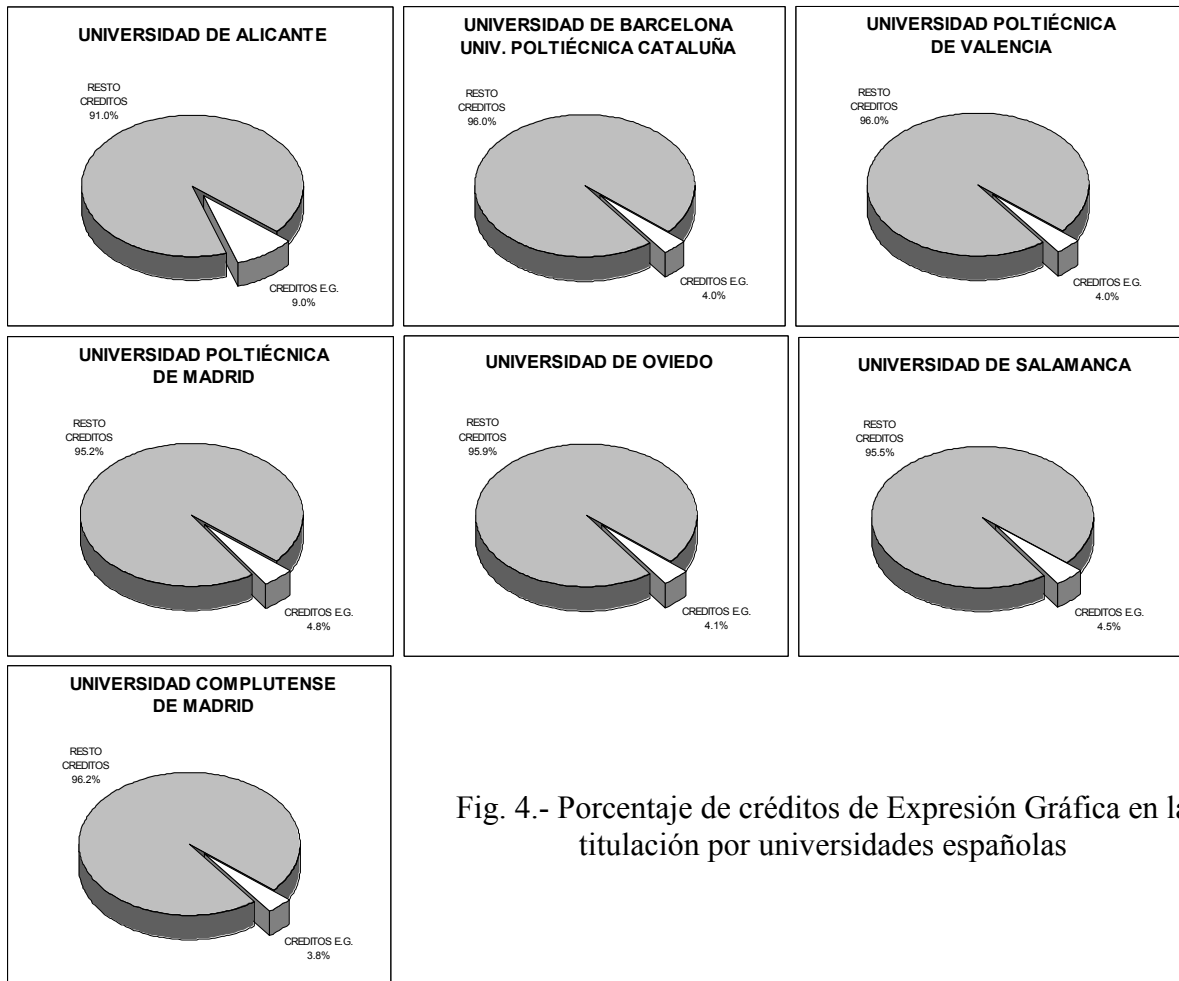 UNIVERSIDAD DE ALICANTE
RESTO
CREDITOS
91.0%
CREDITOS E.G.
9.0%
UNIVERSIDAD DE BARCELONA
UNIV. POLTIÉCNICA CATALUÑA
RESTO
CREDITOS
96.0%
CREDITOS E.G.
4.0%
UNIVERSIDAD POLTIÉCNICA
DE VALENCIA
RESTO
CREDITOS
96.0%
CREDITOS E.G.
4.0%
UNIVERSIDAD POLTIÉCNICA
DE MADRID
RESTO
CREDITOS
95.2%
CREDITOS E.G.
4.8%
UNIVERSIDAD DE OVIEDO
RESTO
CREDITOS
95.9%
CREDITOS E.G.
4.1%
UNIVERSIDAD DE SALAMANCA
RESTO
CREDITOS
95.5%
CREDITOS E.G.
4.5%
UNIVERSIDAD COMPLUTENSE
DE MADRID
RESTO
CREDITOS
96.2%
CREDITOS E.G.
3.8%
Fig. 4.- Porcentaje de créditos de Expresión Gráfica en la
titulación por universidades españolas